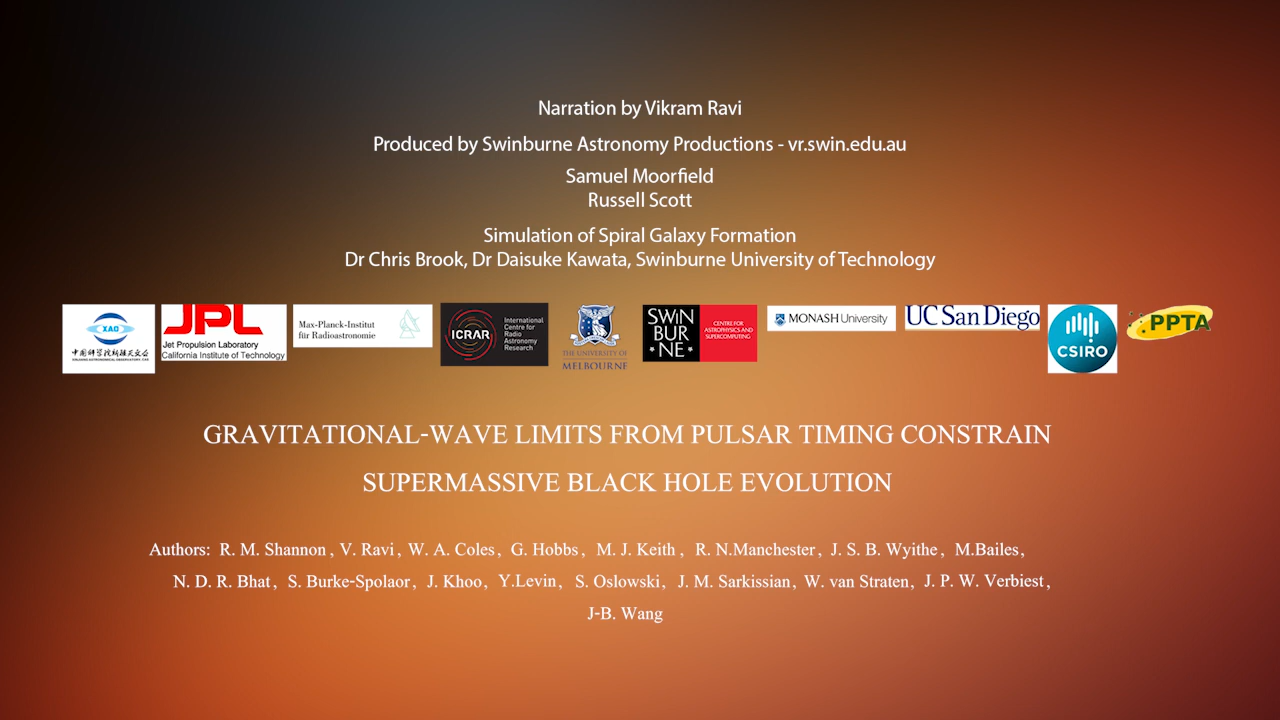 Narration by Vikram Ravi
Produced by Swinburne Astronomy Productions - vr.swin.edu.au
Samuel Moorfield
Russell Scott
Simulation of Spiral Galaxy Formation
Dr Chris Brook, Dr Daisuke Kawata, Swinburne University of Technology
XAO
XINJIANG ASTRONOMICAL OBSERVATORY, CAS
JPL
Jet Propulsion Laboratory
California Institute of Technology
Max-Planck-Institut
für Radioastronomie
ICRAR
International
Centre for
Radio
Astronomy
Research
THE UNIVERSITY OF
MELBOURNE
SWIN
BUR
NE
CENTRE FOR
ASTROPHYSICS AND
SUPERCOMPUTING
MONASH University
UC San Diego
CSIRO
PPTA
GRAVITATIONAL-WAVE LIMITS FROM PULSAR TIMING CONSTRAIN
SUPERMASSIVE BLACK HOLE EVOLUTION
Authors: R. M. Shannon , V. Ravi , W. A. Coles , G. Hobbs , M. J. Keith , R. N.Manchester , J. S. B. Wyithe , M.Bailes ,
N. D. R. Bhat , S. Burke-Spolaor , J. Khoo , Y.Levin , S. Oslowski , J. M. Sarkissian , W. van Straten , J. P. W. Verbiest ,
J-B. Wang